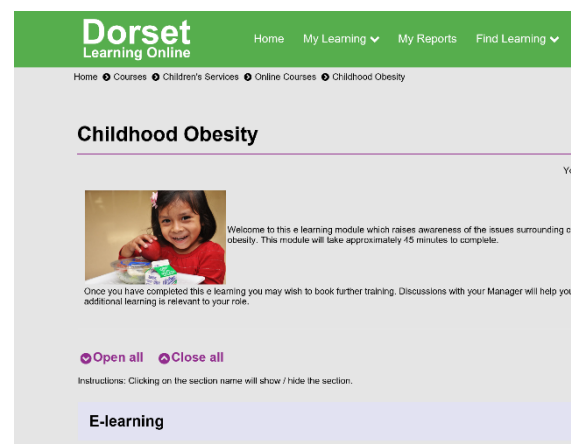 Dorset
Learning Online
Home My Learning My Reports Find Learning
Home Courses Children's Services Online Courses Childhood Obesity
Childhood Obesity
Welcome to this e learning module which raises awareness of the issues surrounding
obesity. This module will take approximately 45 minutes to complete.
Once you have completed this e learning you may wish to book further training. Discussions with your Manager will help
additional learning is relevant to your role.
Open all Close all
Instructions: Clicking on the section name will show / hide the section.
E-learning